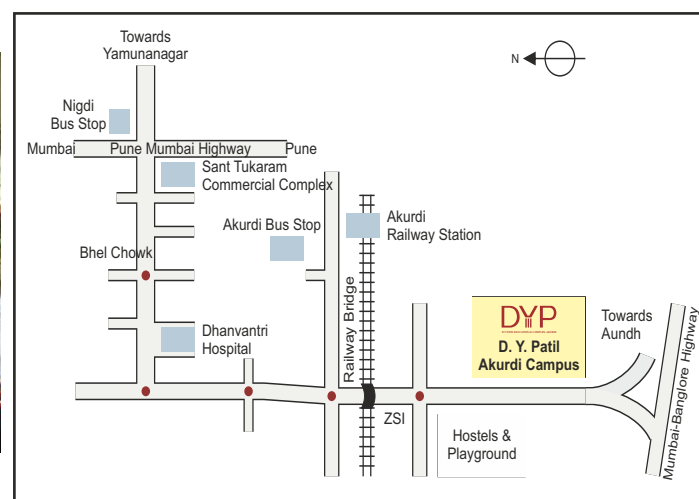 Towards
Yamunanagar
N
Nigdi
Bus Stop
Mumbai
Pune Mumbai Highway
Pune
Sant Tukaram
Commercial Complex
Akurdi Bus Stop
Akurdi
Railway Station
Bhel Chowk
Railway Bridge
DYP
D. Y. Patil
Akurdi Campus
Towards
Aundh
Dhanvantri
Hospital
Mumbai-Banglore Highway
ZSI
Hostels &
Playground